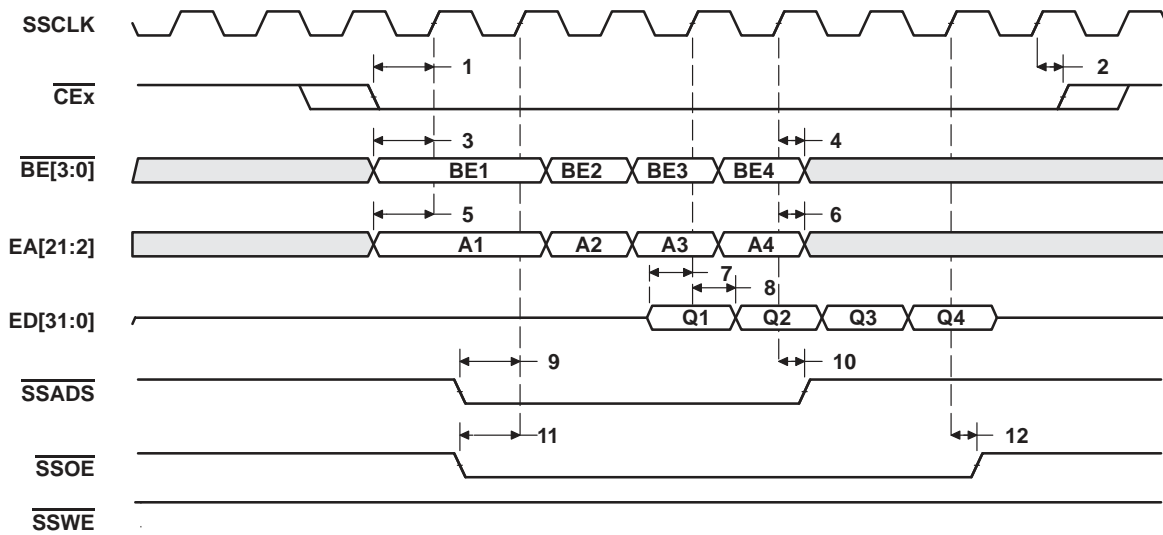 SSCLK
1
2
CEx
3
4
BE[3:0]
BE1
BE2
BE3
BE4
5
6
EA[21:2]
A1
A2
A3
A4
7
8
ED[31:0]
Q1
Q2
Q3
Q4
9
10
SSADS
11
12
SSOE
SSWE